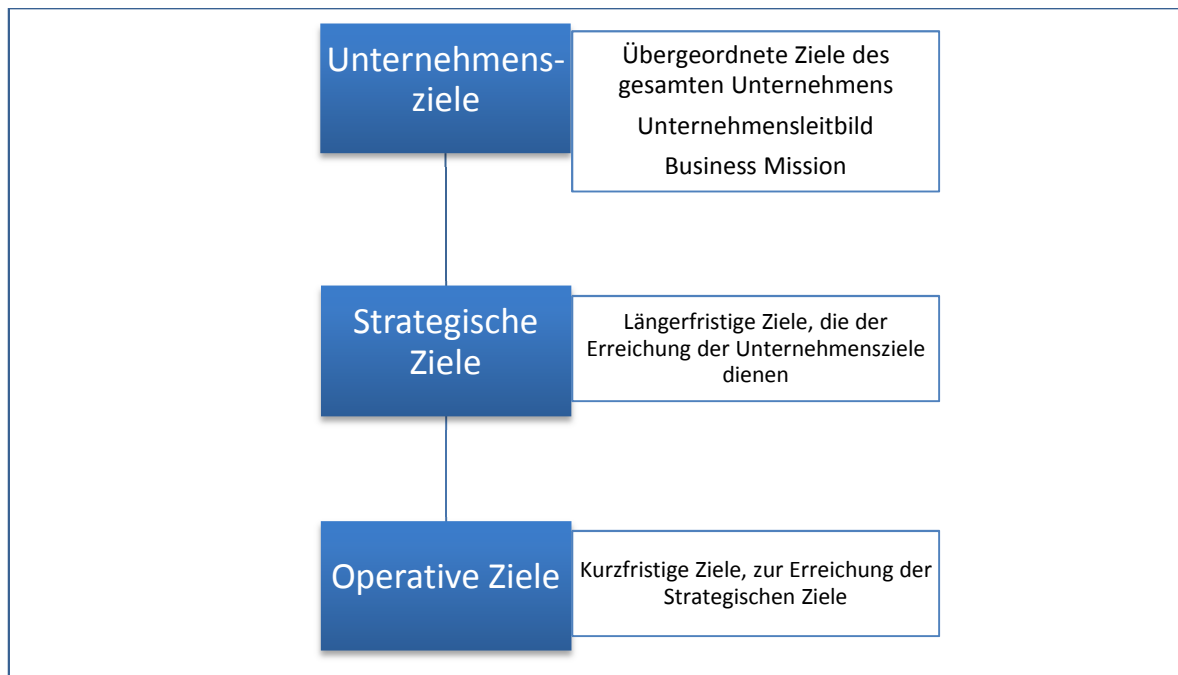 Unternehmens-
ziele
Übergeordnete Ziele des
gesamten Unternehmens
Unternehmensleitbild
Business Mission
Strategische
Ziele
Längerfristige Ziele, die der
Erreichung der Unternehmensziele
dienen
Operative Ziele
Kurzfristige Ziele, zur Erreichung der
Strategischen Ziele